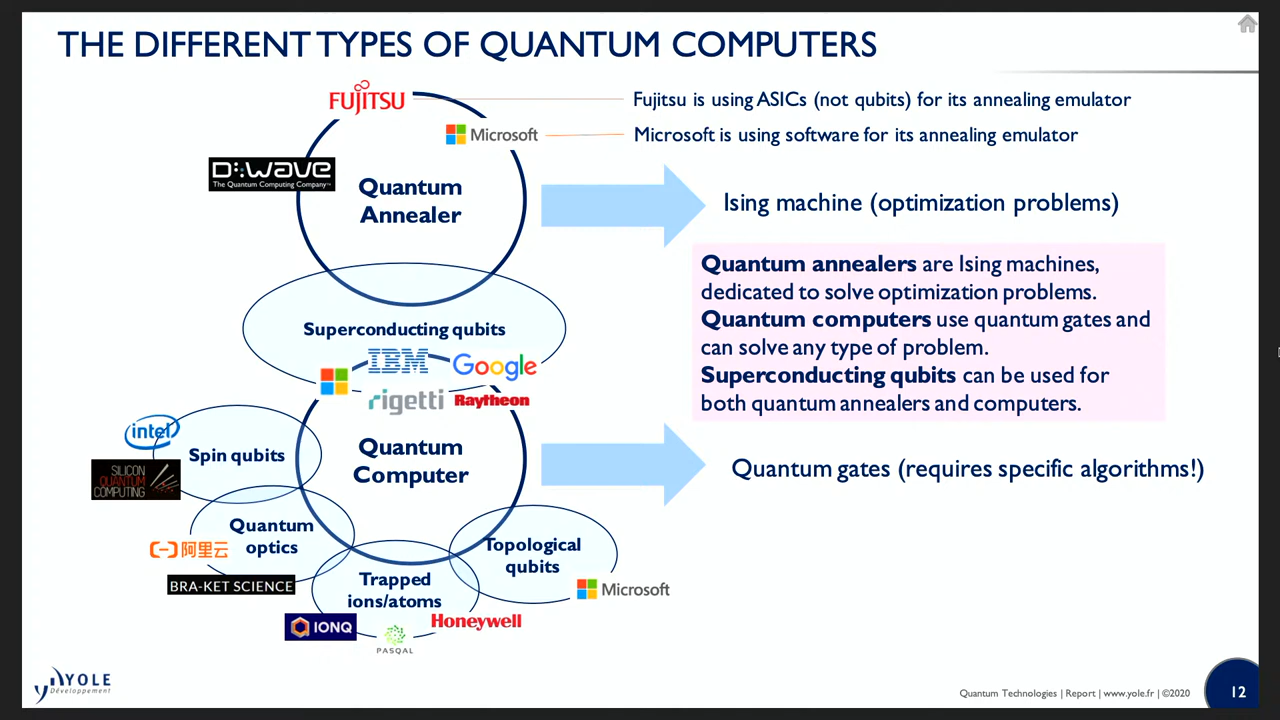 THE DIFFERENT TYPES OF QUANTUM COMPUTERS
FUJITSU
Fujitsu is using ASICs (not qubits) for its annealing emulator
Microsoft
Microsoft is using software for its annealing emulator
D:wave
The Quantum Computing Company™
Quantum
Annealer
Ising machine (optimization problems)
Quantum annealers are Ising machines,
dedicated to solve optimization problems.
Quantum computers use quantum gates and
can solve any type of problem.
Superconducting qubits can be used for
both quantum annealers and computers.
Superconducting qubits
IBM
Google
rigetti
Raytheon
intel
Spin qubits
SILICON
QUANTUM
COMPUTING
Quantum
Computer
Quantum gates (requires specific algorithms!)
Quantum
optics
阿里云
BRA-KET SCIENCE
Topological
qubits
Microsoft
Trapped
ions/atoms
IONQ
Honeywell
PASQAL
YOLE
Développement
Quantum Technologies | Report | www.yole.fr | ©2020
12